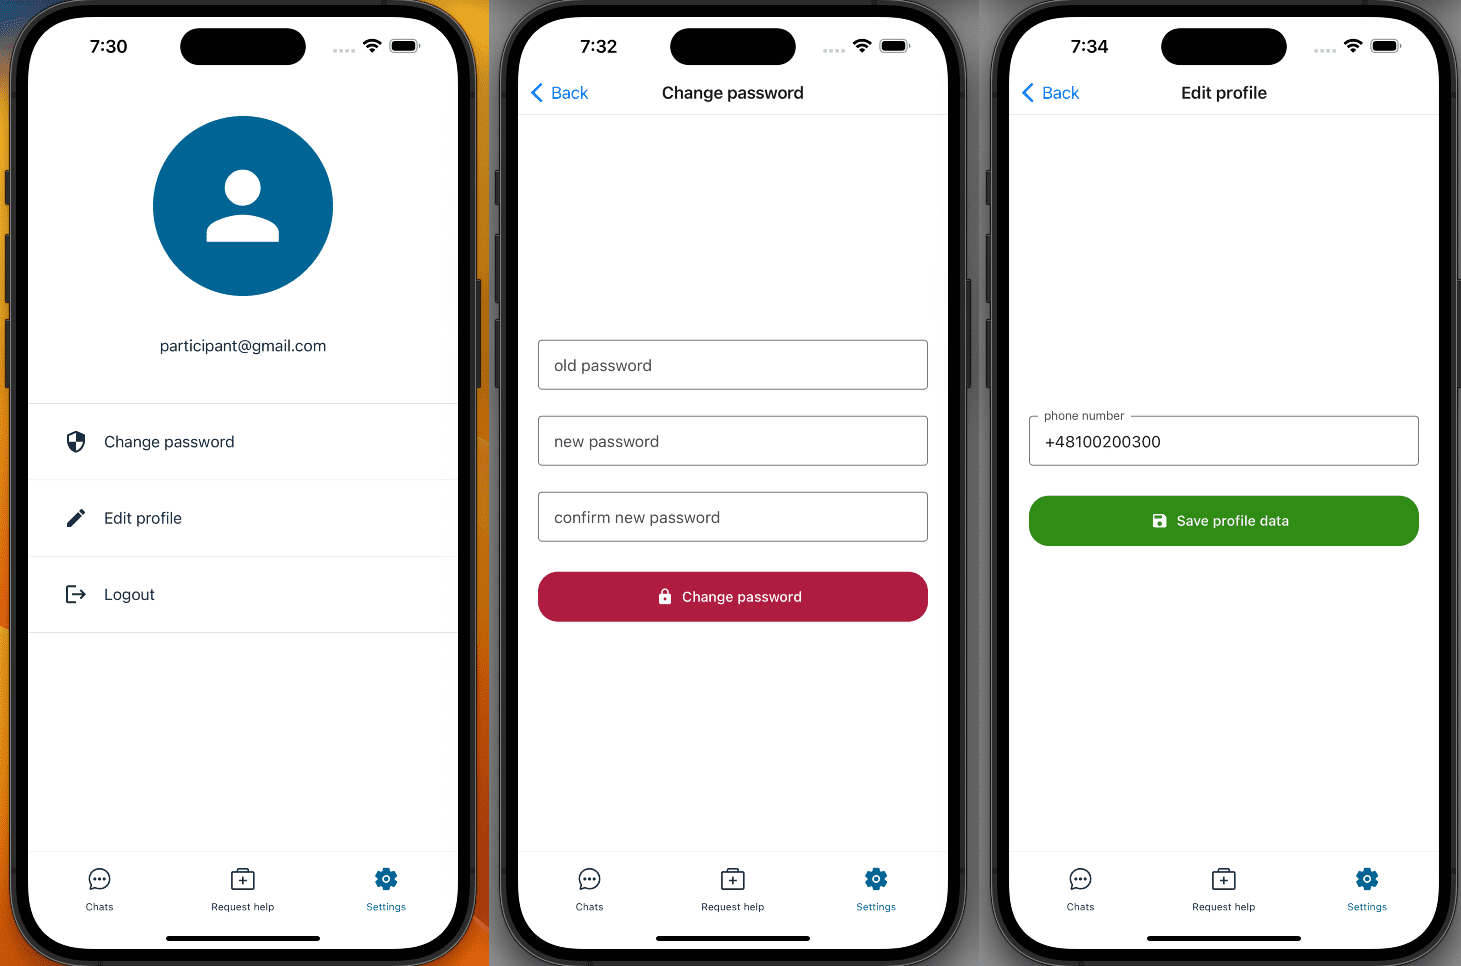 7:30
participant@gmail.com
Change password
Edit profile
Logout
Chats
Request help
Settings
7:32
Back
Change password
old password
new password
confirm new password
Change password
Chats
Request help
Settings
7:34
Back
Edit profile
phone number
+48100200300
Save profile data
Chats
Request help
Settings